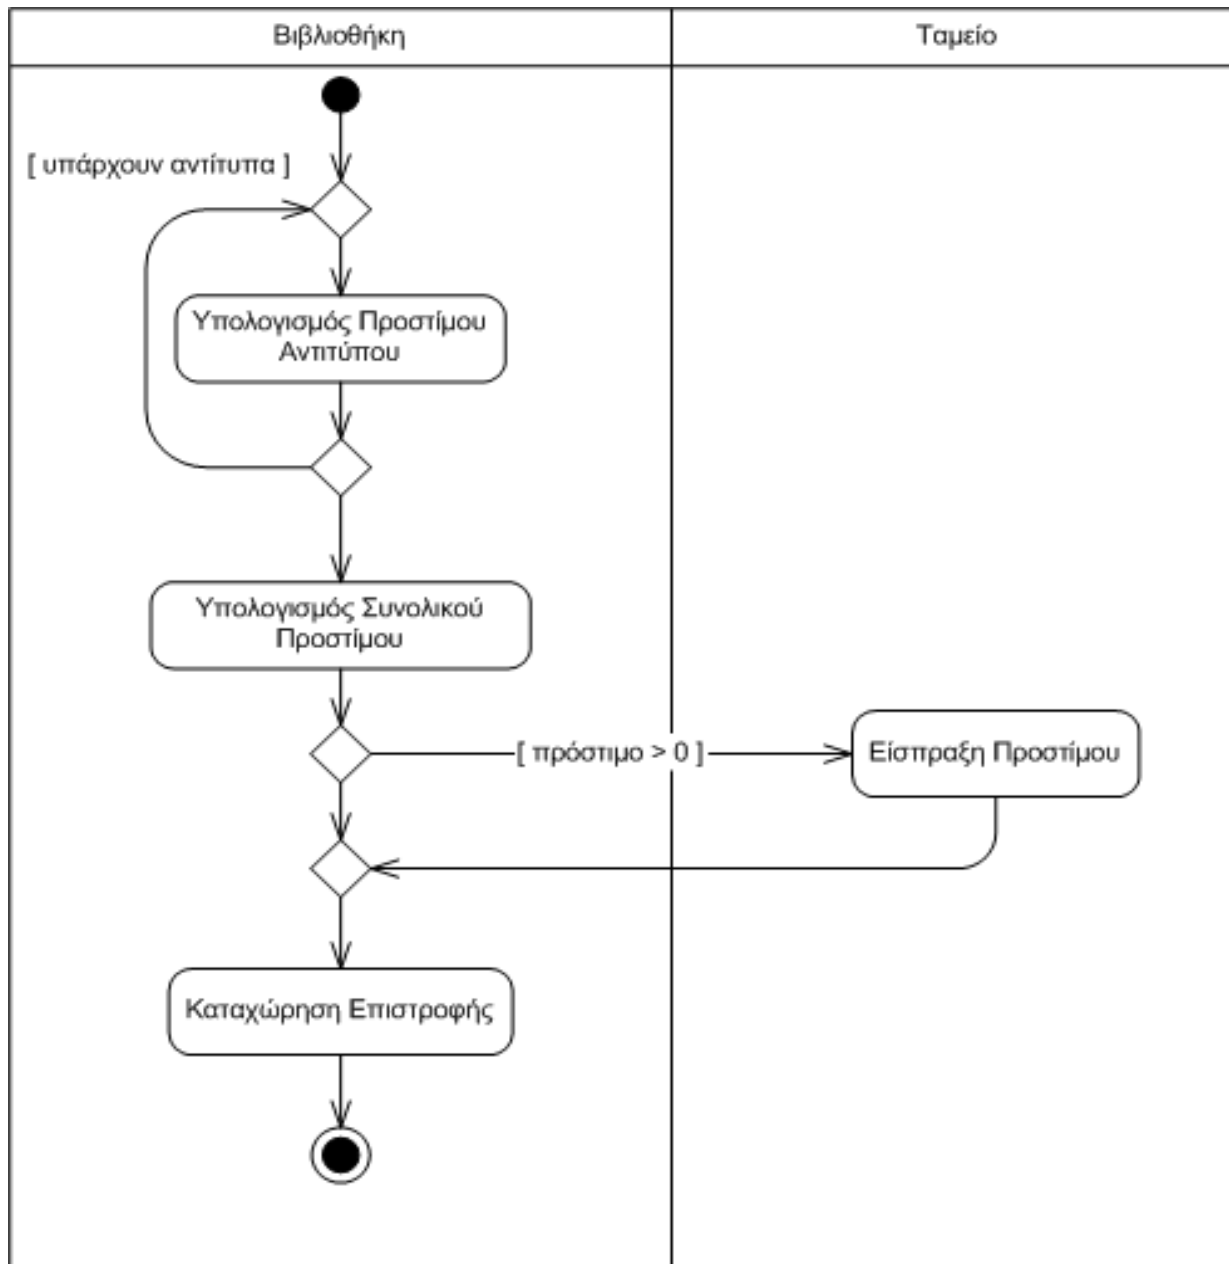 Βιβλιοθήκη
Ταμείο
[ υπάρχουν αντίτυπα ]
Υπολογισμός Προστίμου
Αντιτύπου
Υπολογισμός Συνολικού
Προστίμου
[ πρόστιμο > 0 ]
Είσπραξη Προστίμου
Καταχώρηση Επιστροφής